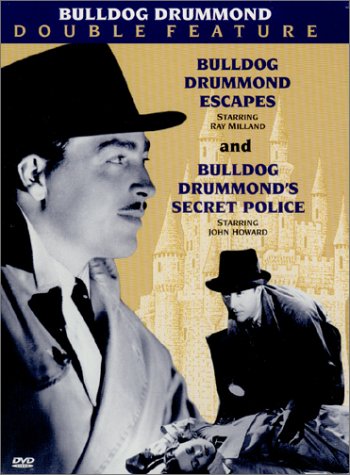 BULLDOG DRUMMOND
DOUBLE FEATURE
BULLDOG
DRUMMOND
ESCAPES
STARRING
RAY MILLAND
and
BULLDOG
DRUMMOND'S
SECRET POLICE
STARRING
JOHN HOWARD
DVD
VIDEO